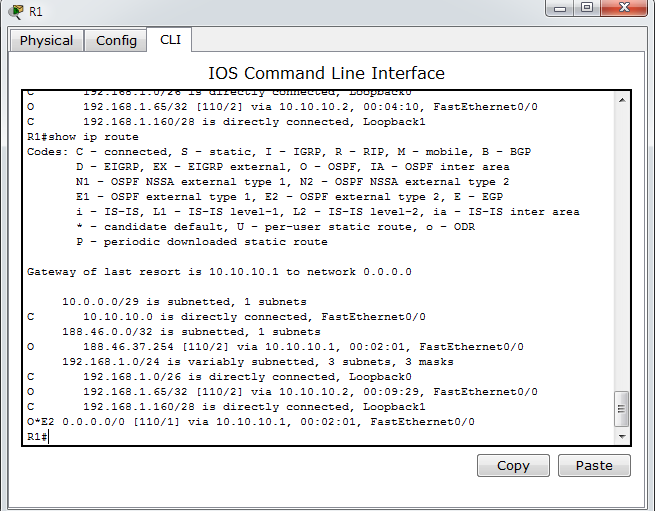 R1
Physical Config CLI
IOS Command Line Interface
C 192.168.1.0/26 is directly connected, Loopback0
O 192.168.1.65/32 [110/2] via 10.10.10.2, 00:04:10, FastEthernet0/0
C 192.168.1.160/28 is directly connected, Loopback1
R1#show ip route
Codes: C - connected, S - static, I - IGRP, R - RIP, M - mobile, B - BGP
D - EIGRP, EX - EIGRP external, O - OSPF, IA - OSPF inter area
N1 - OSPF NSSA external type 1, N2 - OSPF NSSA external type 2
E1 - OSPF external type 1, E2 - OSPF external type 2, E - EGP
i - IS-IS, L1 - IS-IS level-1, L2 - IS-IS level-2, ia - IS-IS inter area
* - candidate default, U - per-user static route, o - ODR
P - periodic downloaded static route
Gateway of last resort is 10.10.10.1 to network 0.0.0.0
10.0.0.0/29 is subnetted, 1 subnets
C 10.10.10.0 is directly connected, FastEthernet0/0
188.46.0.0/32 is subnetted, 1 subnets
O 188.46.37.254 [110/2] via 10.10.10.1, 00:02:01, FastEthernet0/0
192.168.1.0/24 is variably subnetted, 3 subnets, 3 masks
C 192.168.1.0/26 is directly connected, Loopback0
O 192.168.1.65/32 [110/2] via 10.10.10.2, 00:09:29, FastEthernet0/0
C 192.168.1.160/28 is directly connected, Loopback1
O*E2 0.0.0.0/0 [110/1] via 10.10.10.1, 00:02:01, FastEthernet0/0
R1#
Copy Paste